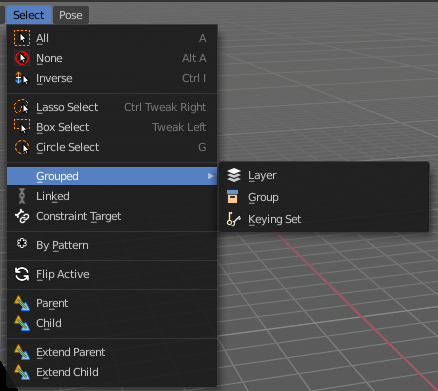 Select Pose
All A
None Alt A
Inverse Ctrl I
Lasso Select Ctrl Tweak Right
Box Select Tweak Left
Circle Select G
Grouped
Layer
Linked
Group
Constraint Target
Keying Set
By Pattern
Flip Active
Parent
Child
Extend Parent
Extend Child